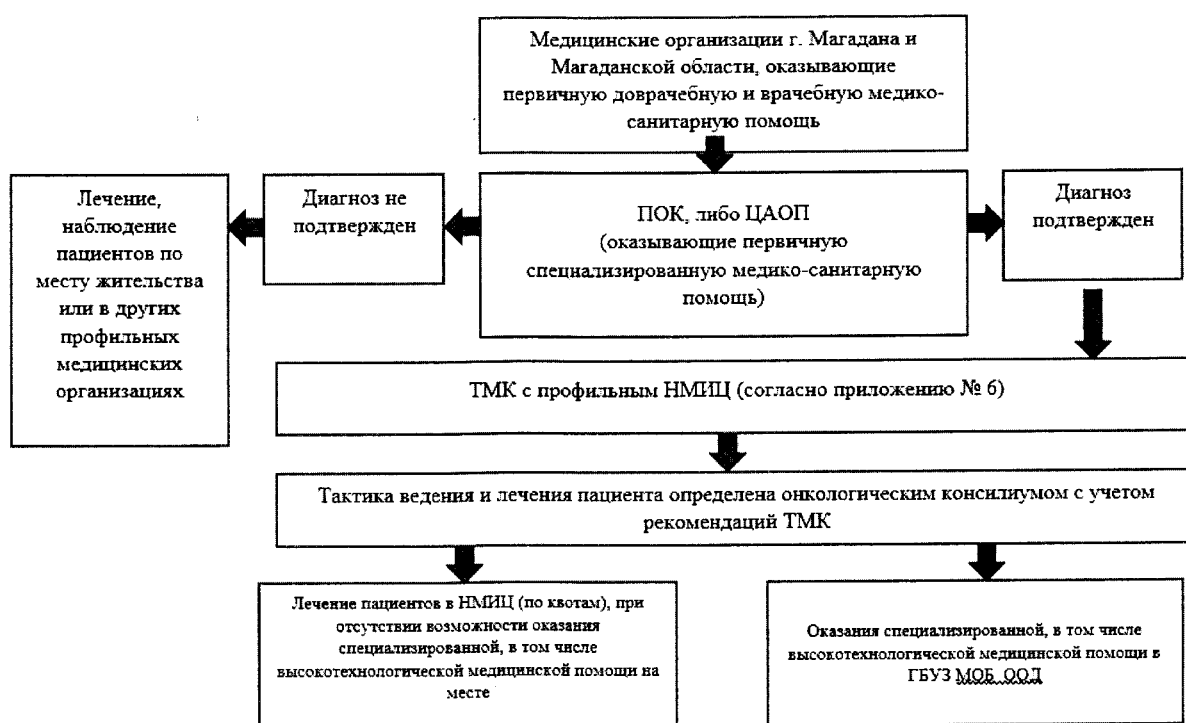 Медицинские организации г. Магадана и
Магаданской области, оказывающие
первичную доврачебную и врачебную медико-
санитарную помощь
Лечение,
наблюдение
пациентов по
месту жительства
или в других
профильных
медицинских
организациях
Диагноз не
подтвержден
ПОК, либо ЦАОП
(оказывающие первичную
специализированную медико-санитарную
помощь)
Диагноз
подтвержден
ТМК с профильным НМИЦ (согласно приложению № 6)
Тактика ведения и лечения пациента определена онкологическим консилиумом с учетом
рекомендаций ТМК
Лечение пациентов в НМИЦ (по квотам), при
отсутствии возможности оказания
специализированной, в том числе
высокотехнологической медицинской помощи на
месте
Оказания специализированной, в том числе
высокотехнологической медицинской помощи в
ГБУЗ МОБ ООД